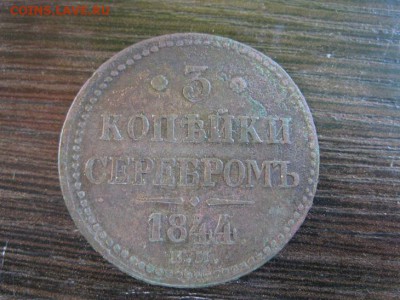 COINS.LAVE.RU
· 3 ·
КОПѢЙКИ
СЕРЕБРОМЪ
1844
Е.М.